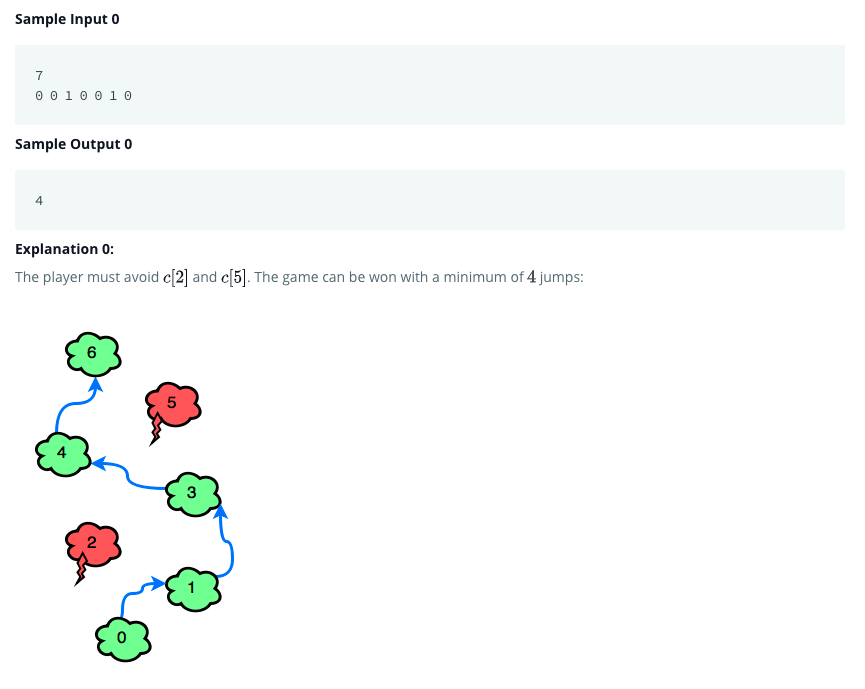 Sample Input 0
7
0 0 1 0 0 1 0
Sample Output 0
4
Explanation 0:
The player must avoid c[2] and c[5]. The game can be won with a minimum of 4 jumps:
6
5
4
3
2
1
0